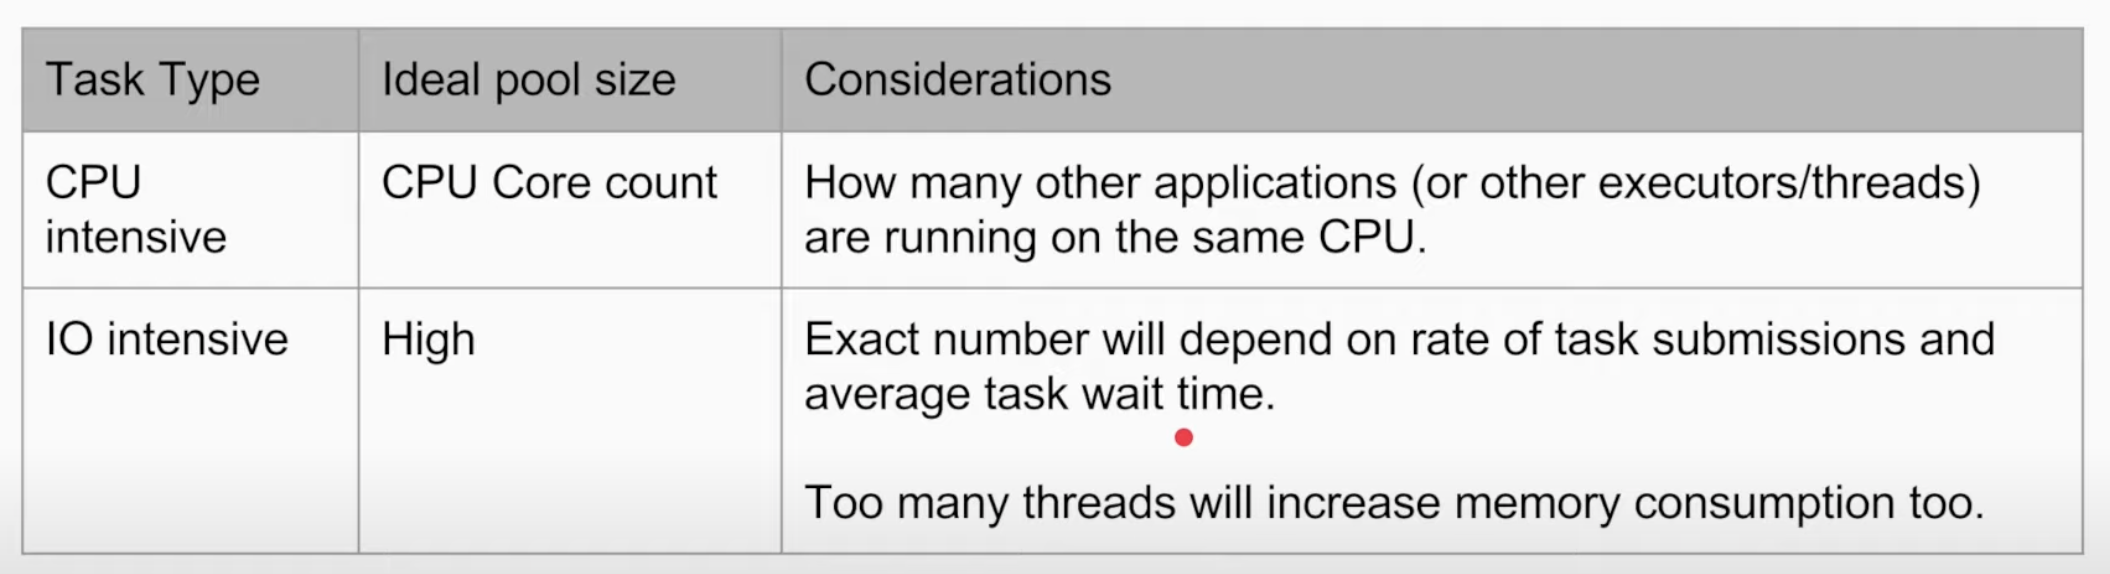 Task Type
Ideal pool size
Considerations
CPU
intensive
CPU Core count
How many other applications (or other executors/threads)
are running on the same CPU.
IO intensive
High
Exact number will depend on rate of task submissions and
average task wait time.
Too many threads will increase memory consumption too.